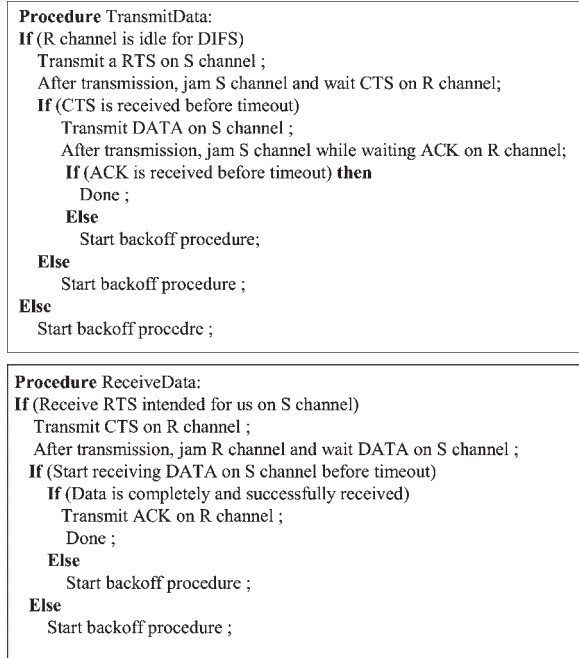 Procedure TransmitData:
If (R channel is idle for DIFS)
Transmit a RTS on S channel ;
After transmission, jam S channel and wait CTS on R channel;
If (CTS is received before timeout)
Transmit DATA on S channel ;
After transmission, jam S channel while waiting ACK on R channel;
If (ACK is received before timeout) then
Done ;
Else
Start backoff procedure;
Else
Start backoff procedure ;
Else
Start backoff procedre ;
Procedure ReceiveData:
If (Receive RTS intended for us on S channel)
Transmit CTS on R channel ;
After transmission, jam R channel and wait DATA on S channel ;
If (Start receiving DATA on S channel before timeout)
If (Data is completely and successfully received)
Transmit ACK on R channel ;
Done ;
Else
Start backoff procedure ;
Else
Start backoff procedure ;